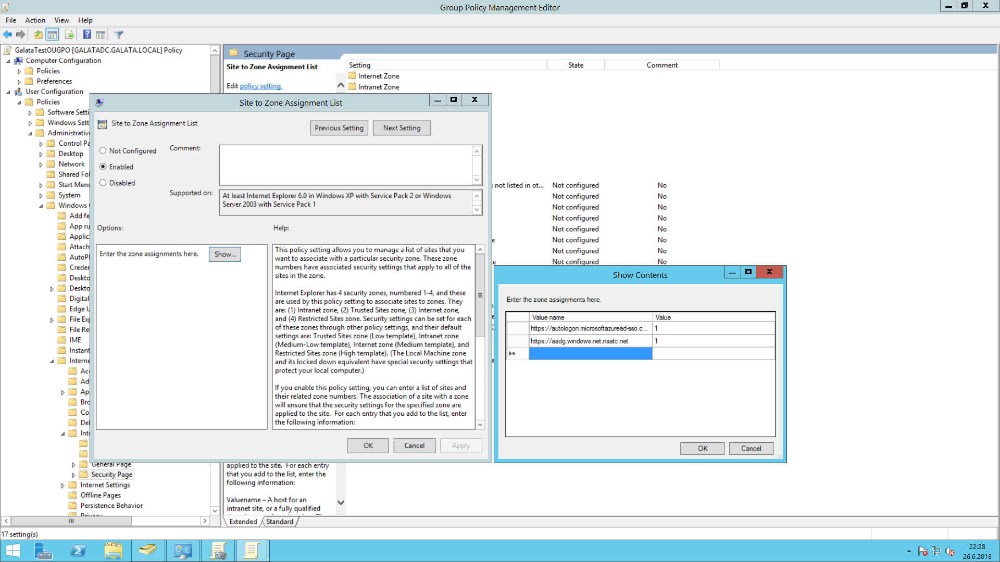 Group Policy Management Editor
File Action View Help
GalataTestOUGPO [GALATADC.GALATA.LOCAL] Policy
Computer Configuration
Policies
Preferences
User Configuration
Policies
Software Setti
Windows Sett
Administrative
Control Pa
Desktop
Network
Shared Fol
Start Menu
System
Windows C
Add fe
App ru
Applic
Attach
AutoPl
Creden
Deskto
Deskto
Digital
Edge U
File Exp
File Re
IME
Instant
Interne
Acc
Ad
Ap
Bro
Co
Del
Inte
General Page
Security Page
Internet Settings
Offline Pages
Persistence Behavior
Privacy
17 setting(s)
Security Page
Site to Zone Assignment List
Edit policy setting
Setting State Comment
Internet Zone
Intranet Zone
s not listed in ot... Not configured No
Not configured No
Not configured No
Not configured No
Not configured No
Not configured No
Not configured No
Not configured No
applied to the site. For each entry
that you add to the list, enter the
following information:
Valuename – A host for an
intranet site, or a fully qualified
Extended Standard
Site to Zone Assignment List
Site to Zone Assignment List
Previous Setting Next Setting
Not Configured
Enabled
Disabled
Comment:
Supported on:
At least Internet Explorer 6.0 in Windows XP with Service Pack 2 or Windows
Server 2003 with Service Pack 1
Options:
Help:
Enter the zone assignments here. Show...
This policy setting allows you to manage a list of sites that you
want to associate with a particular security zone. These zone
numbers have associated security settings that apply to all of the
sites in the zone.
Internet Explorer has 4 security zones, numbered 1-4, and these
are used by this policy setting to associate sites to zones. They
are: (1) Intranet zone, (2) Trusted Sites zone, (3) Internet zone,
and (4) Restricted Sites zone. Security settings can be set for each
of these zones through other policy settings, and their default
settings are: Trusted Sites zone (Low template), Intranet zone
(Medium-Low template), Internet zone (Medium template), and
Restricted Sites zone (High template). (The Local Machine zone
and its locked down equivalent have special security settings that
protect your local computer.)
If you enable this policy setting, you can enter a list of sites and
their related zone numbers. The association of a site with a zone
will ensure that the security settings for the specified zone are
applied to the site. For each entry that you add to the list, enter
the following information:
OK Cancel Apply
Show Contents
Enter the zone assignments here.
Value name Value
https://autologon.microsoftazuread-sso.c... 1
https://aadg.windows.net.nsatc.net 1
OK Cancel
22:28
26.6.2018